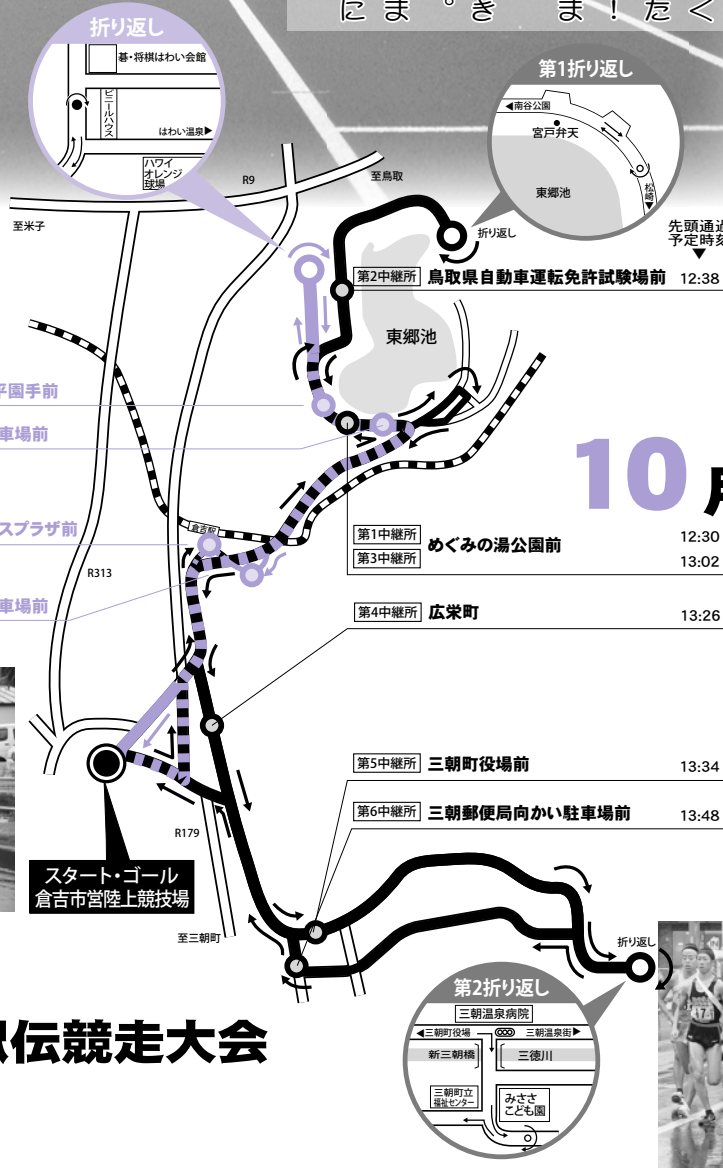 くたま
たき
！。
ま
に
折り返し
碁・将棋はわい会館
ビニールハウス
はわい温泉▶
ハワイ
オレンジ
球場
第1折り返し
◀南谷公園
宮戸弁天
東郷池
松崎▶
R9
至鳥取
至米子
折り返し
先頭通過
予定時刻
▼
第2中継所 鳥取県自動車運転免許試験場前 12:38
東郷池
平園手前
車場前
10月
スプラザ前
倉吉駅
第1中継所 めぐみの湯公園前 12:30
第3中継所 13:02
R313
車場前
第4中継所 広栄町 13:26
第5中継所 三朝町役場前 13:34
第6中継所 三朝郵便局向かい駐車場前 13:48
R179
スタート・ゴール
倉吉市営陸上競技場
至三朝町
折り返し
伝競走大会
第2折り返し
三朝温泉病院
◀三朝町役場
三朝温泉街▶
新三朝橋
三徳川
三朝町立
福祉センター
みささ
こども園